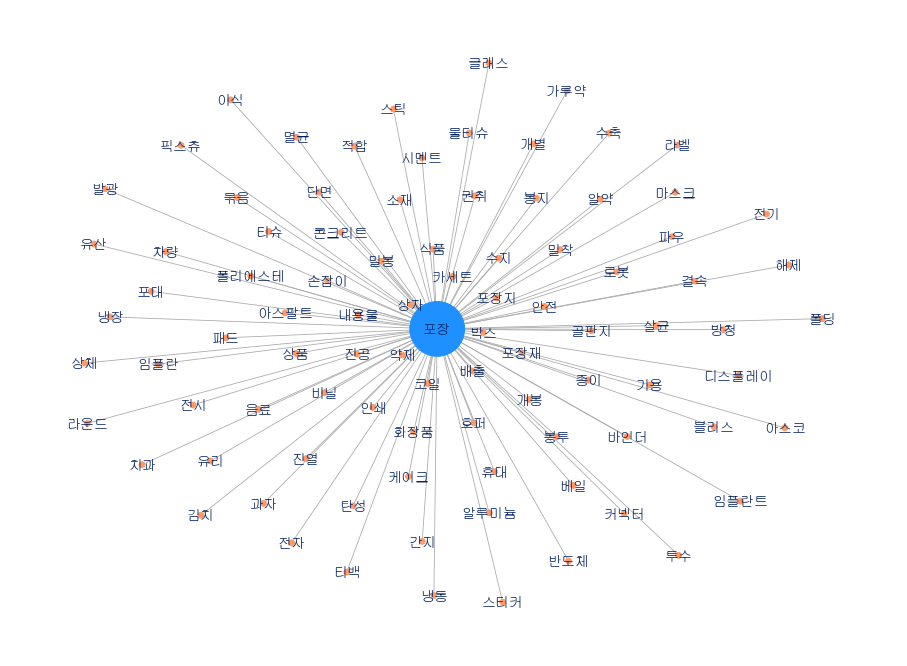 글래스
가루약
이식
스틱
멸균
적합
물티슈
개별
수축
라벨
픽스츄
시멘트
발광
묶음
단면
소재
권취
봉지
알약
마스크
전기
티슈
콘크리트
파우
유산
차량
밀봉
식품
수지
밀착
해제
폴리에스테
손잡이
카세트
로봇
결속
포대
상자
포장지
안전
냉장
아스팔트
내용물
폴딩
패드
포장
박스
골판지
살균
방청
상체
임플란
상품
진공
약제
포장재
배출
종이
디스플레이
비닐
코일
기용
라운드
전시
음료
인쇄
개봉
화장품
호퍼
봉투
바인더
블리스
아스코
치과
유리
진열
케이크
휴대
베일
김치
과자
탄성
알루미늄
커넥터
임플란트
전자
간지
반도체
투수
티백
냉동
스티커